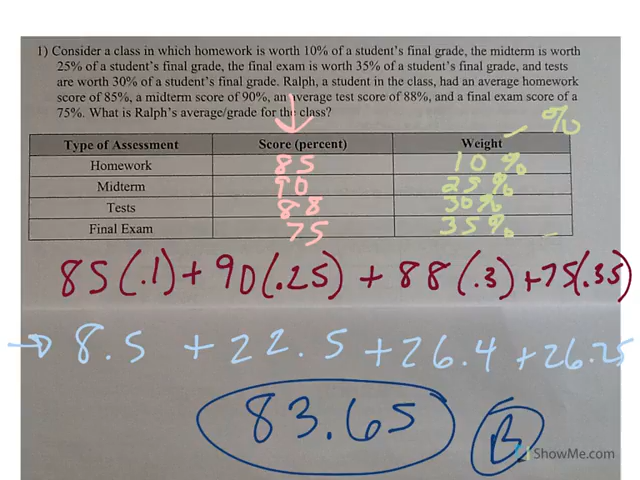 1) Consider a class in which homework is worth 10% of a student's final grade, the midterm is worth
25% of a student's final grade, the final exam is worth 35% of a student's final grade, and tests
are worth 30% of a student's final grade. Ralph, a student in the class, had an average homework
score of 85%, a midterm score of 90%, an average test score of 88%, and a final exam score of a
75%. What is Ralph's average/grade for the class?
%
Type of Assessment Score (percent) Weight
Homework 85 10%
Midterm 90 25%
Tests 88 30%
Final Exam 75 35%
85(.1)+90(.25)+88(.3)+75(.35)
→ 8.5 +22.5 +26.4 +26.25
83.65 B
ShowMe.com